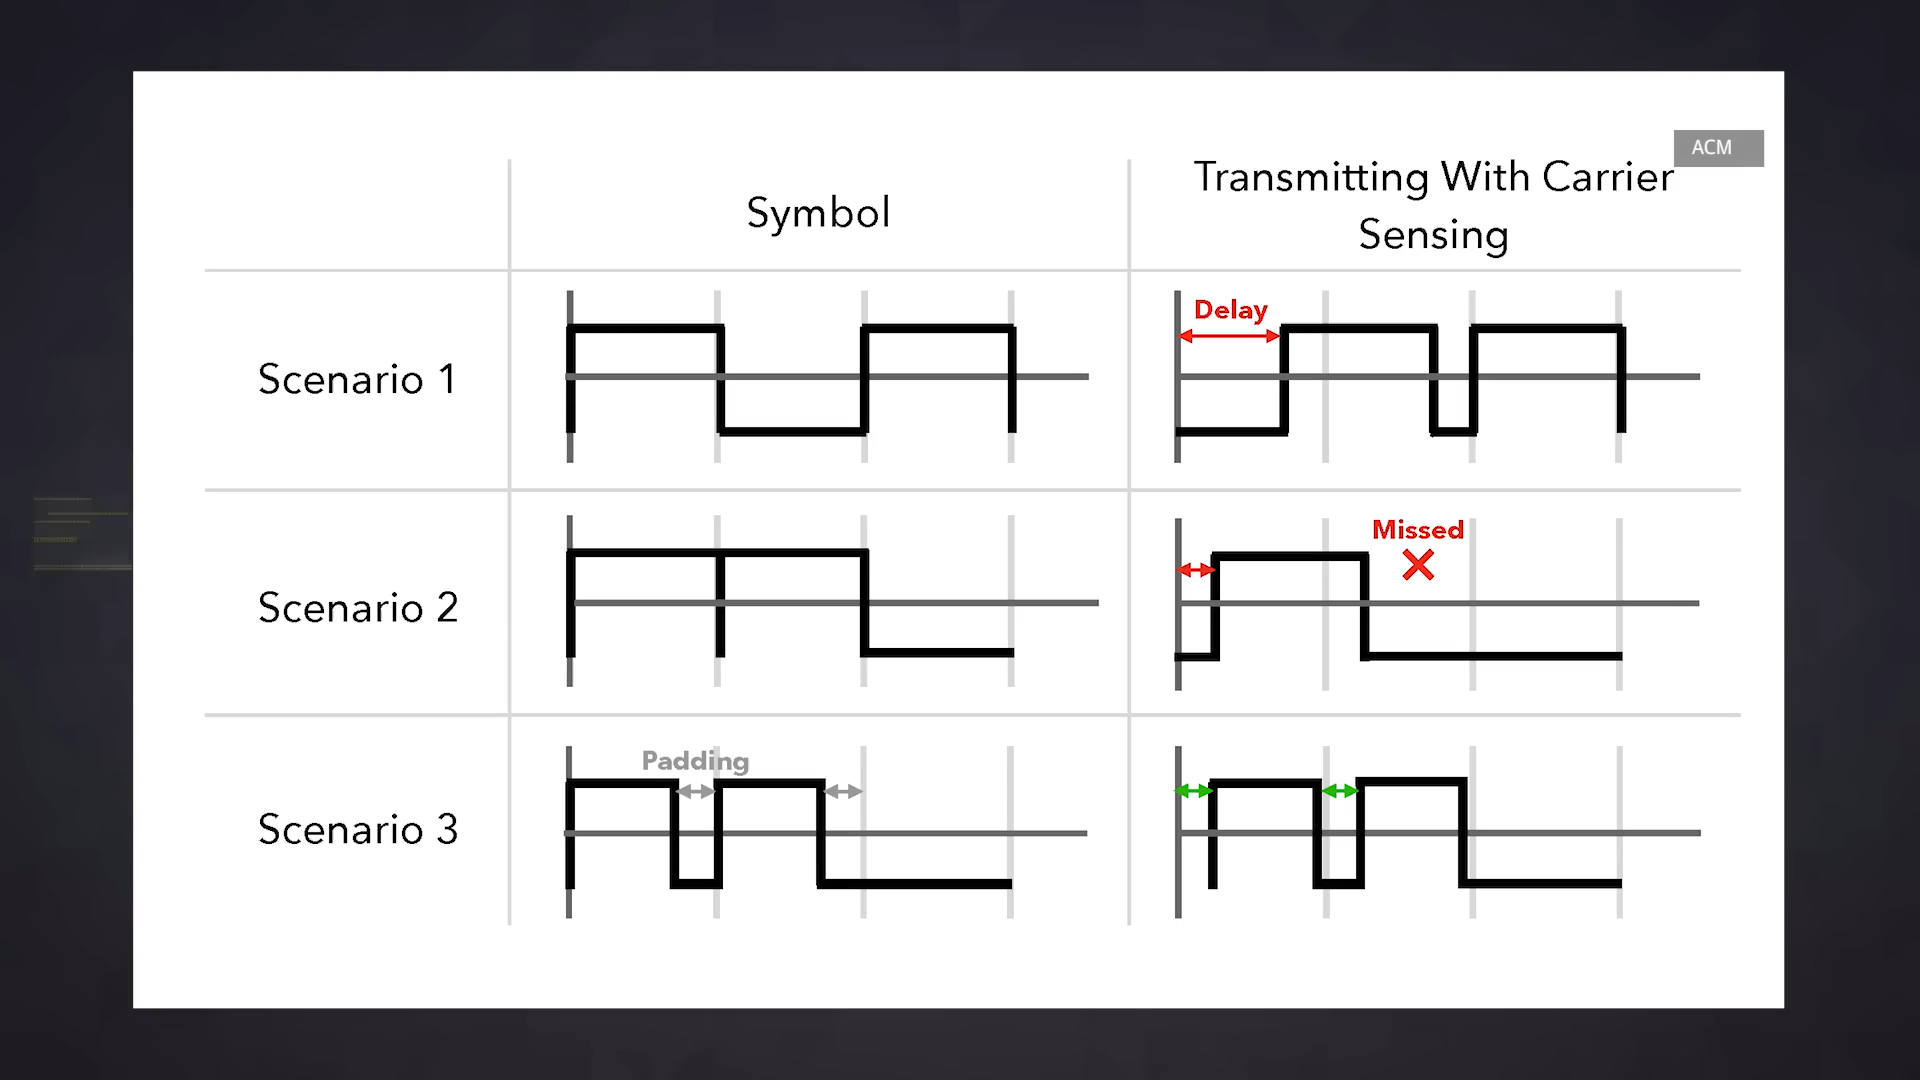 ACM
Symbol
Transmitting With Carrier
Sensing
Scenario 1
Delay
Scenario 2
Missed
Scenario 3
Padding